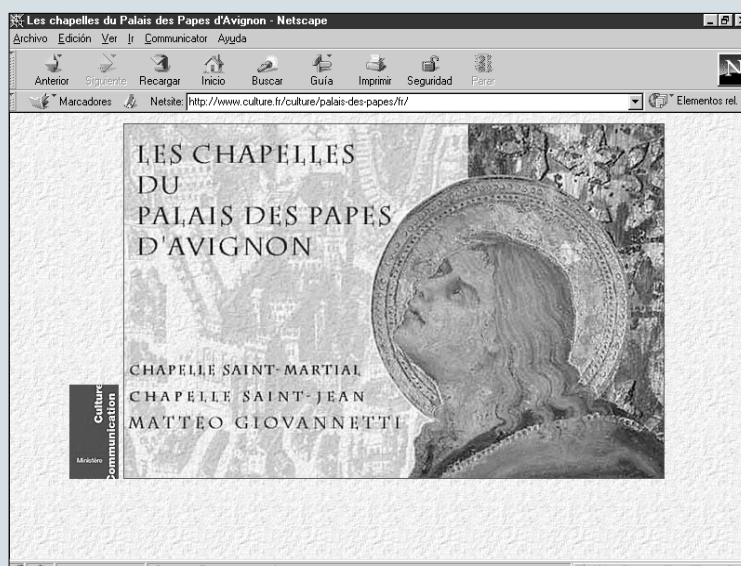 Les chapelles du Palais des Papes d'Avignon - Netscape
Archivo Edición Ver Ir Communicator Ayuda
Anterior Siguiente Recargar Inicio Buscar Guía Imprimir Seguridad Parar
N
Marcadores Netsite: http://www.culture.fr/culture/palais-des-papes/fr/ Elementos rel.
LES CHAPELLES
DU
PALAIS DES PAPES
D'AVIGNON
CHAPELLE SAINT-MARTIAL
CHAPELLE SAINT-JEAN
MATTEO GIOVANNETTI
Culture
Communication
Ministère